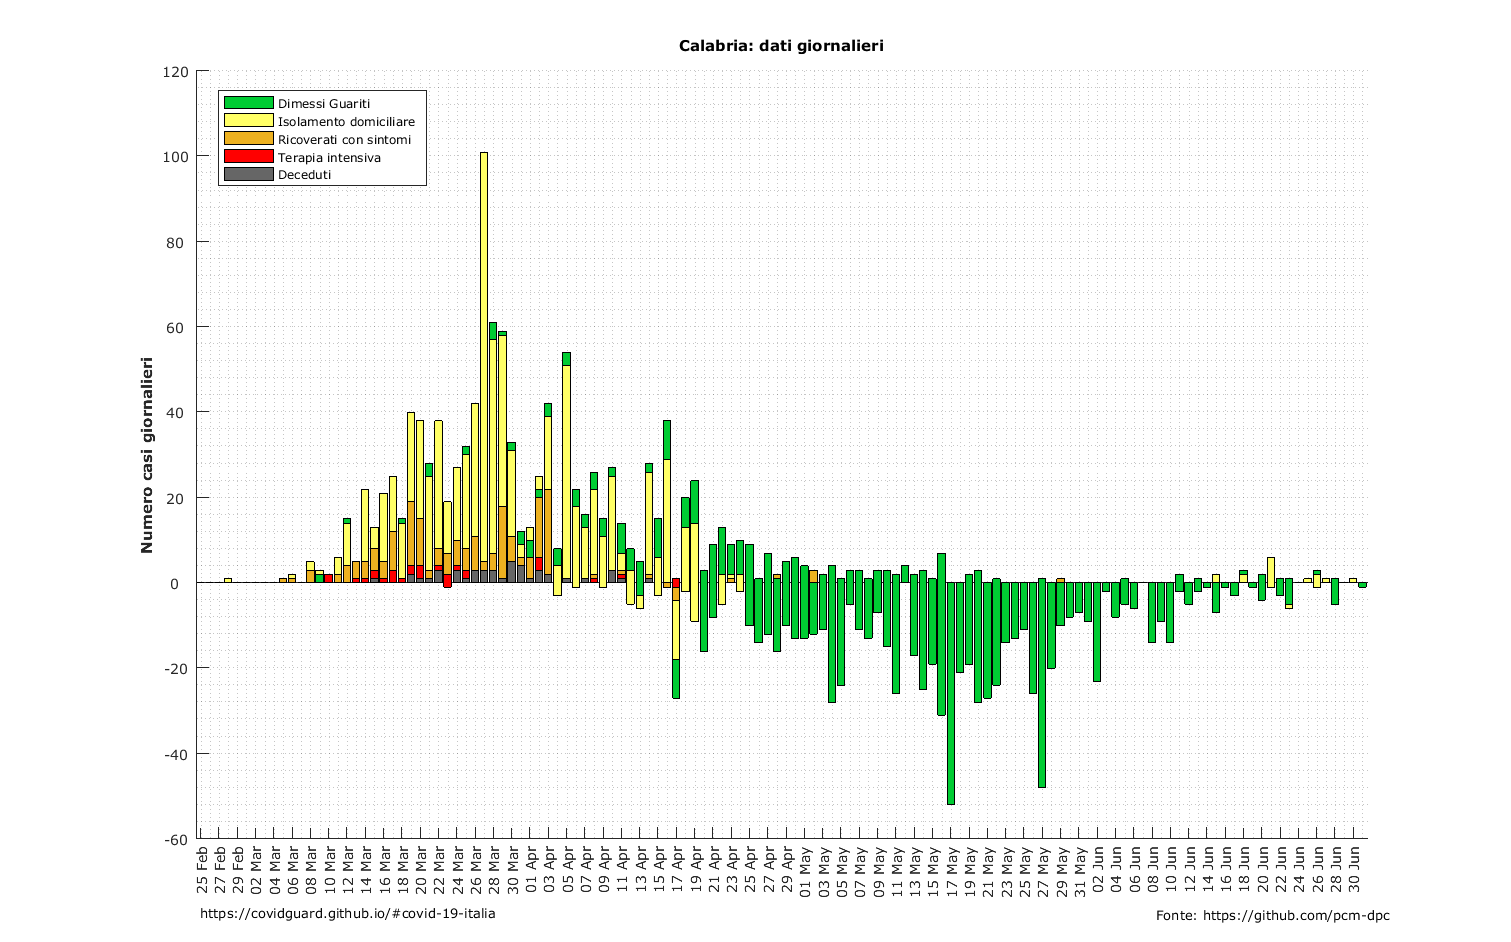 Calabria: dati giornalieri
Numero casi giornalieri
120
100
80
60
40
20
0
-20
-40
-60
Dimessi Guariti
Isolamento domiciliare
Ricoverati con sintomi
Terapia intensiva
Deceduti
25 Feb
27 Feb
29 Feb
02 Mar
04 Mar
06 Mar
08 Mar
10 Mar
12 Mar
14 Mar
16 Mar
18 Mar
20 Mar
22 Mar
24 Mar
26 Mar
28 Mar
30 Mar
01 Apr
03 Apr
05 Apr
07 Apr
09 Apr
11 Apr
13 Apr
15 Apr
17 Apr
19 Apr
21 Apr
23 Apr
25 Apr
27 Apr
29 Apr
01 May
03 May
05 May
07 May
09 May
11 May
13 May
15 May
17 May
19 May
21 May
23 May
25 May
27 May
29 May
31 May
02 Jun
04 Jun
06 Jun
08 Jun
10 Jun
12 Jun
14 Jun
16 Jun
18 Jun
20 Jun
22 Jun
24 Jun
26 Jun
28 Jun
30 Jun
https://covidguard.github.io/#covid-19-italia
Fonte: https://github.com/pcm-dpc